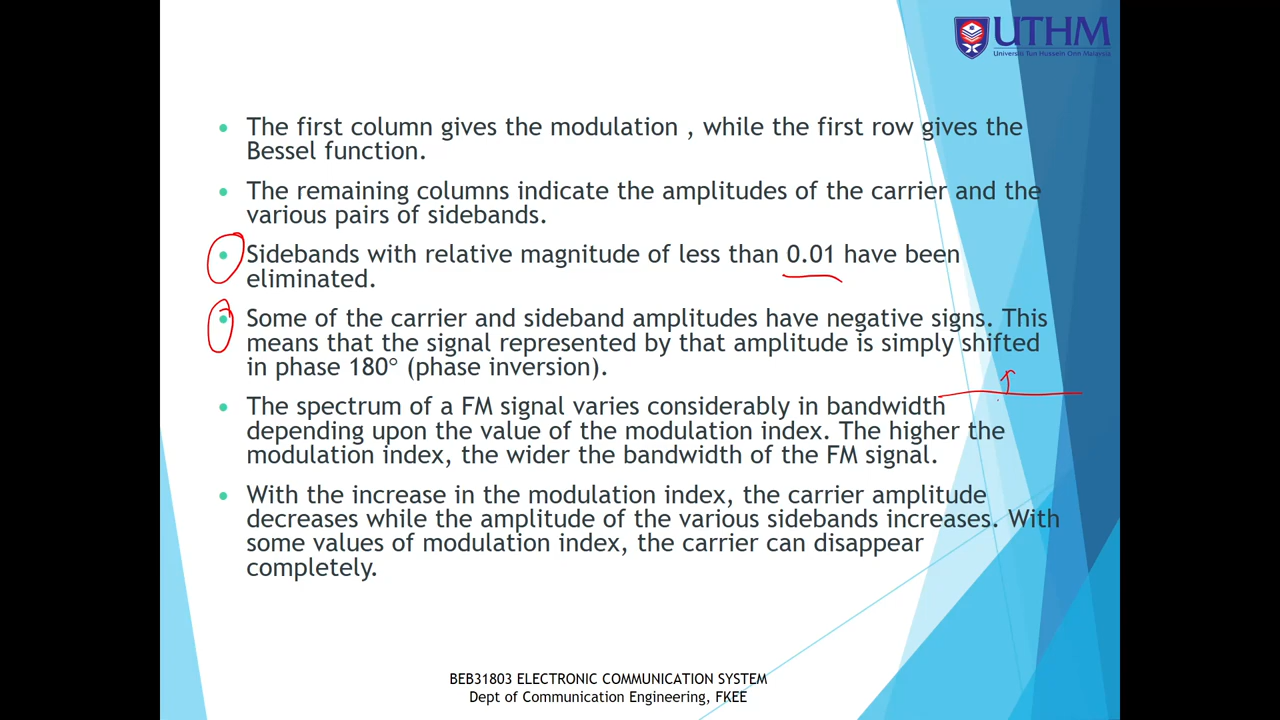 UTHM
Universiti Tun Hussein Onn Malaysia
The first column gives the modulation , while the first row gives the
Bessel function.
The remaining columns indicate the amplitudes of the carrier and the
various pairs of sidebands.
Sidebands with relative magnitude of less than 0.01 have been
eliminated.
Some of the carrier and sideband amplitudes have negative signs. This
means that the signal represented by that amplitude is simply shifted
in phase 180° (phase inversion).
The spectrum of a FM signal varies considerably in bandwidth
depending upon the value of the modulation index. The higher the
modulation index, the wider the bandwidth of the FM signal.
With the increase in the modulation index, the carrier amplitude
decreases while the amplitude of the various sidebands increases. With
some values of modulation index, the carrier can disappear
completely.
BEB31803 ELECTRONIC COMMUNICATION SYSTEM
Dept of Communication Engineering, FKEE